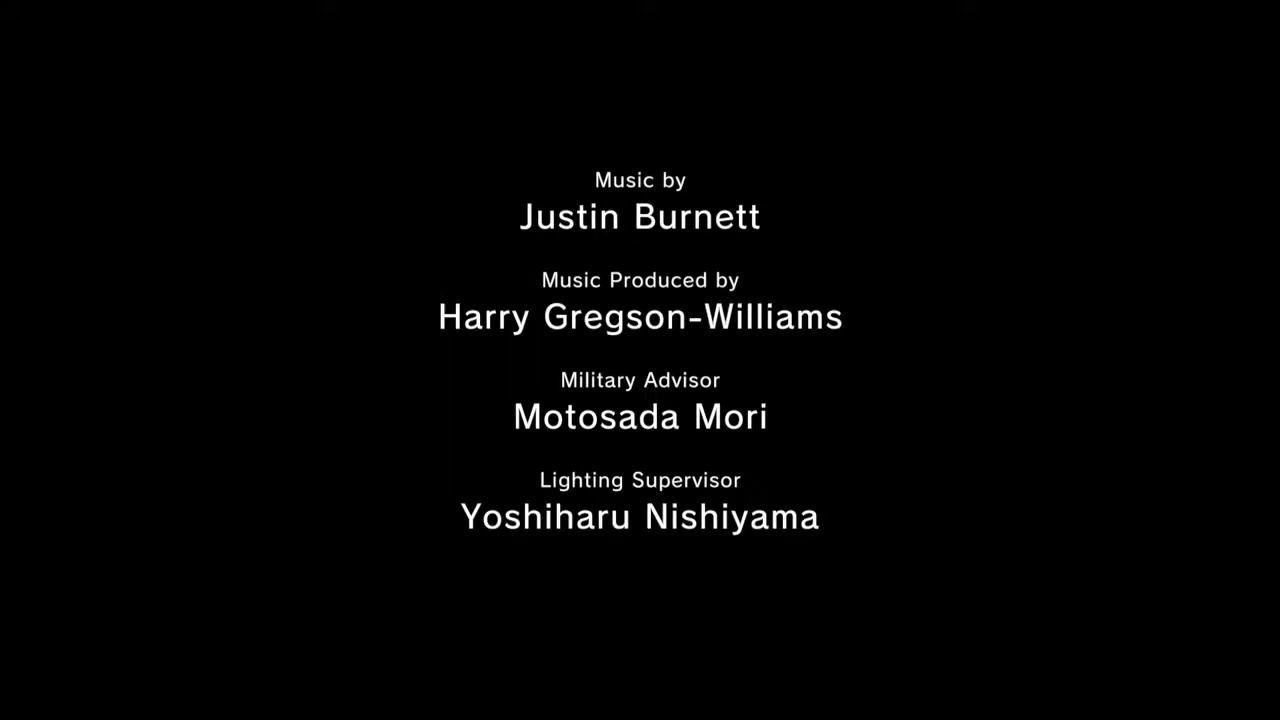 Music by
Justin Burnett
Music Produced by
Harry Gregson-Williams
Military Advisor
Motosada Mori
Lighting Supervisor
Yoshiharu Nishiyama